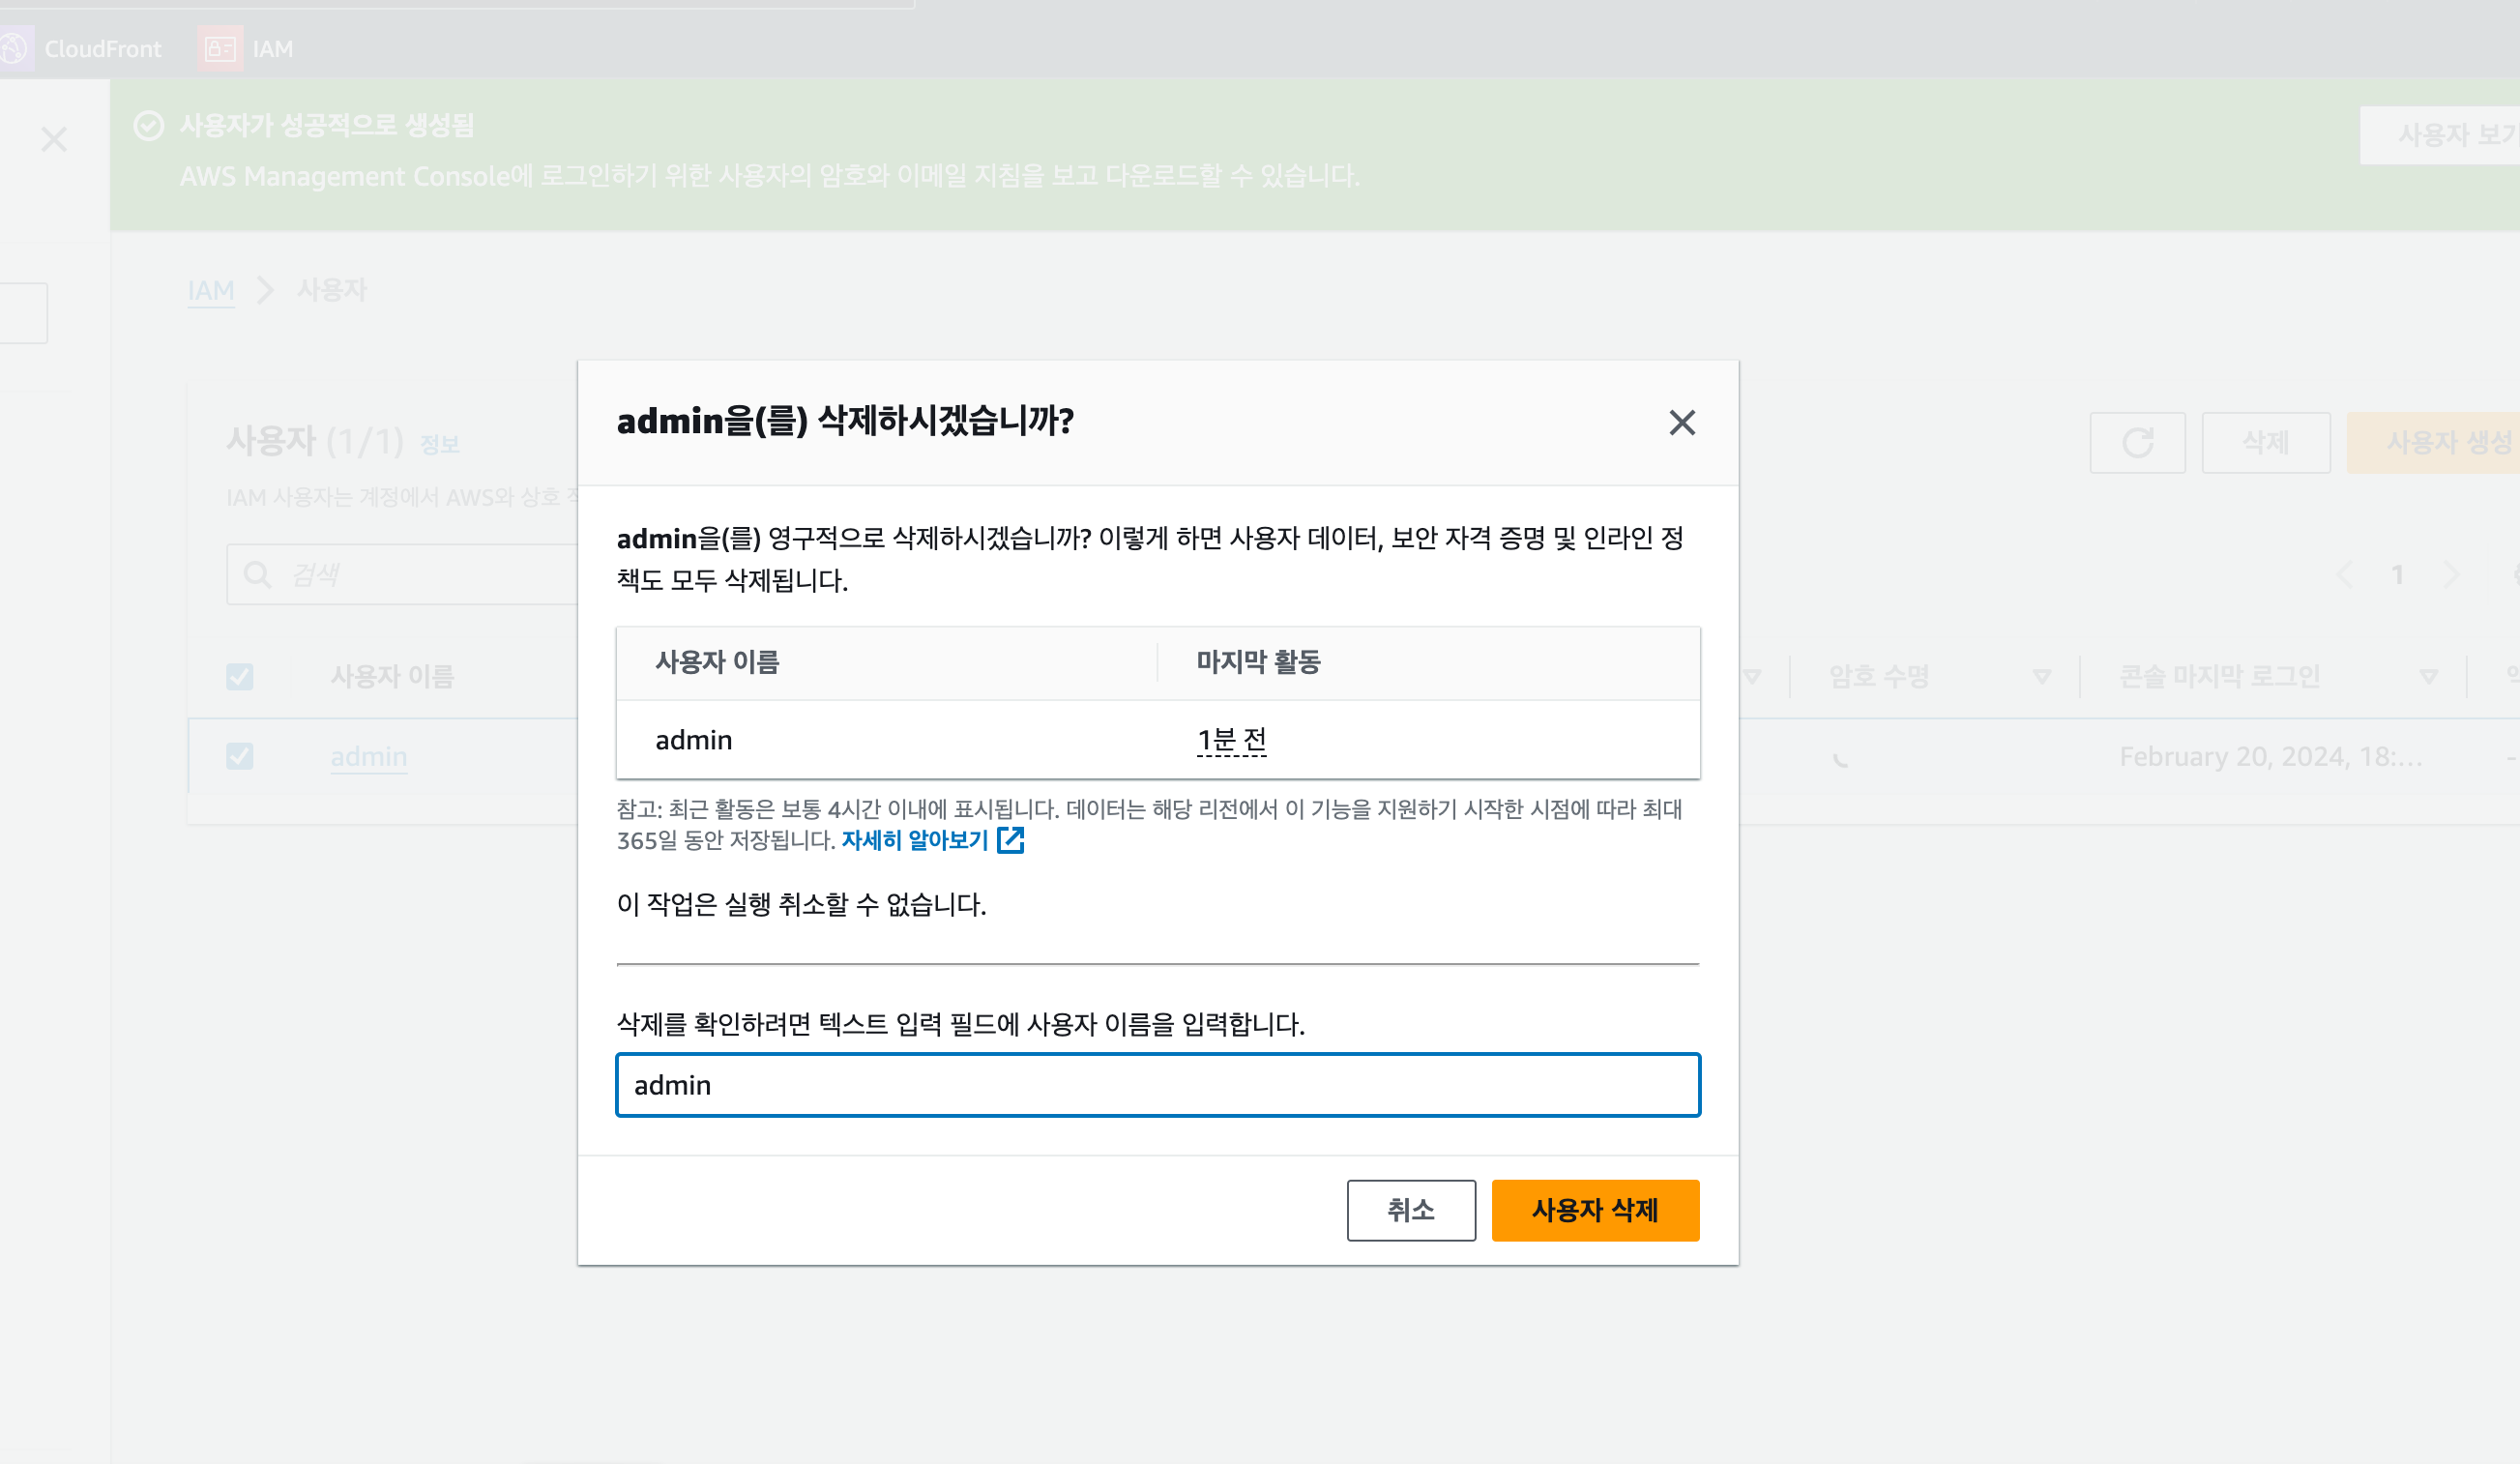 CloudFront
IAM
사용자가 성공적으로 생성됨
AWS Management Console에 로그인하기 위한 사용자의 암호와 이메일 지침을 보고 다운로드할 수 있습니다.
사용자
IAM
사용자
사용자 (1/1) 정보
삭제
사용자 생성
IAM 사용자는 계정에서 AWS와 상호
검색
1
사용자 이름
암호 수명
콘솔 마지막 로그인
admin
February 20, 2024, 18:...
-
admin을(를) 삭제하시겠습니까?
admin을(를) 영구적으로 삭제하시겠습니까? 이렇게 하면 사용자 데이터, 보안 자격 증명 및 인라인 정
책도 모두 삭제됩니다.
사용자 이름
마지막 활동
admin
1분 전
참고: 최근 활동은 보통 4시간 이내에 표시됩니다. 데이터는 해당 리전에서 이 기능을 지원하기 시작한 시점에 따라 최대
365일 동안 저장됩니다. 자세히 알아보기
이 작업은 실행 취소할 수 없습니다.
삭제를 확인하려면 텍스트 입력 필드에 사용자 이름을 입력합니다.
admin
취소
사용자 삭제